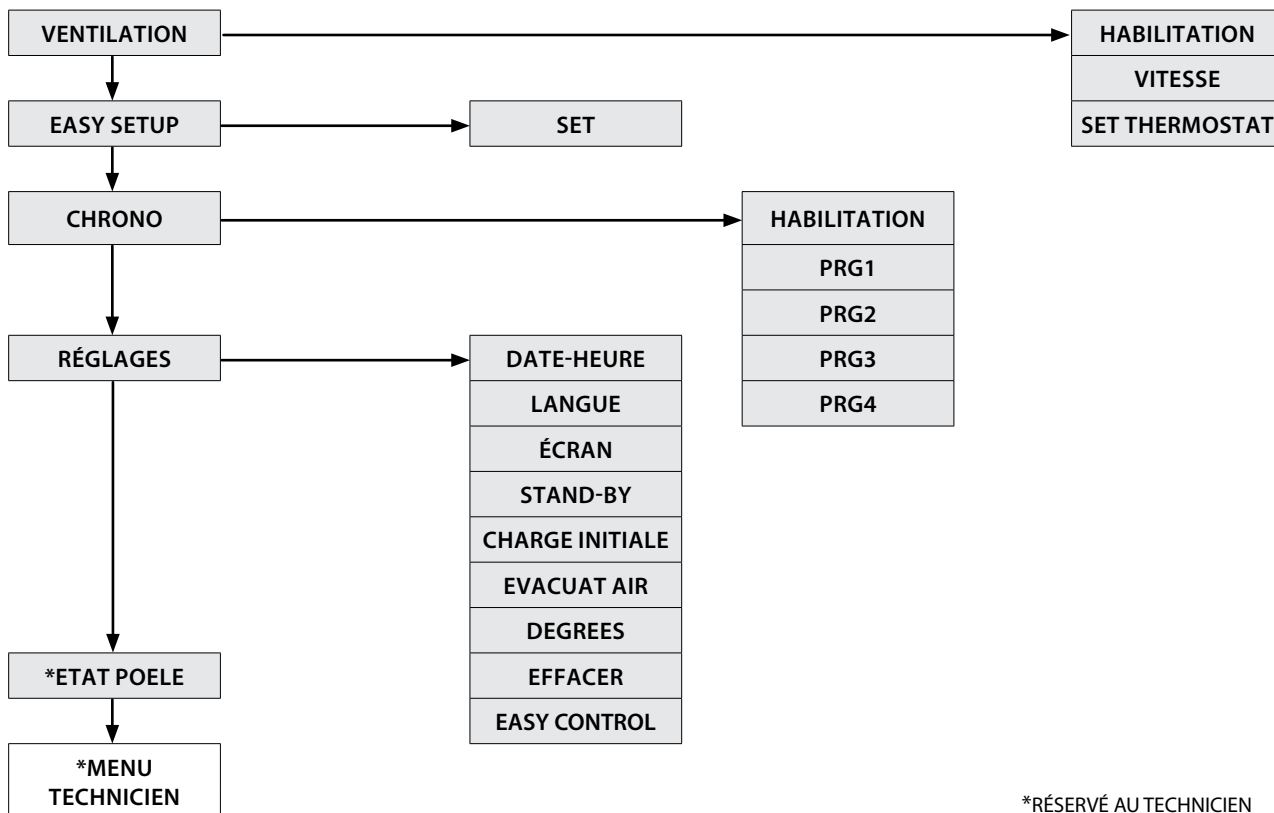 VENTILATION
HABILITATION
VITESSE
SET THERMOSTAT
EASY SETUP
SET
CHRONO
HABILITATION
PRG1
PRG2
PRG3
PRG4
RÉGLAGES
DATE-HEURE
LANGUE
ÉCRAN
STAND-BY
CHARGE INITIALE
EVACUAT AIR
DEGREES
EFFACER
EASY CONTROL
*ETAT POELE
*MENU
TECHNICIEN
*RÉSERVÉ AU TECHNICIEN